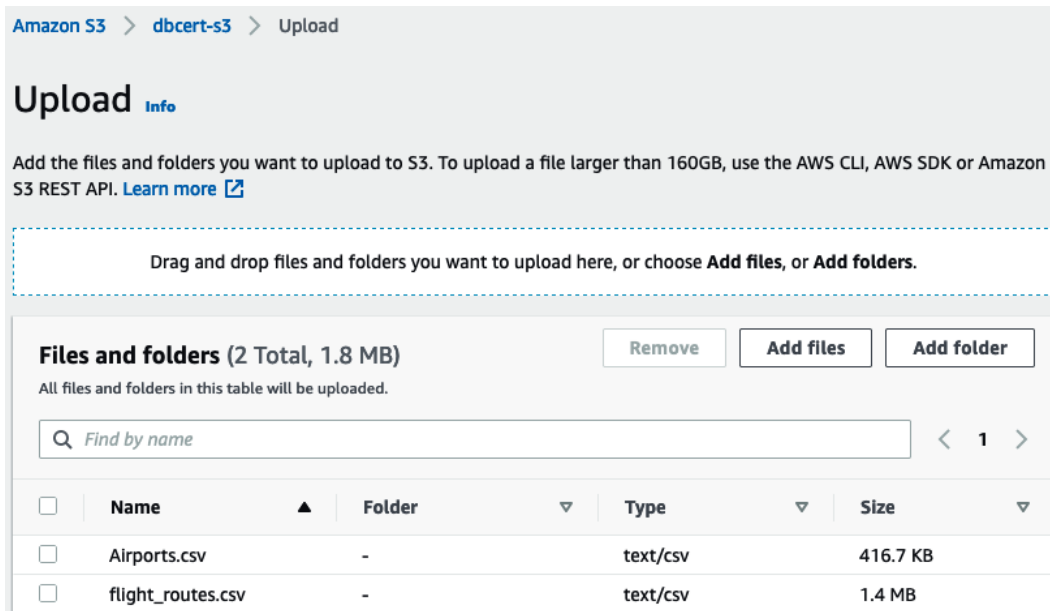 Amazon S3 > dbcert-s3 > Upload
Upload Info
Add the files and folders you want to upload to S3. To upload a file larger than 160GB, use the AWS CLI, AWS SDK or Amazon
S3 REST API. Learn more
Drag and drop files and folders you want to upload here, or choose Add files, or Add folders.
Files and folders (2 Total, 1.8 MB) Remove Add files Add folder
All files and folders in this table will be uploaded.
Find by name < 1 >
Name Folder Type Size
Airports.csv - text/csv 416.7 KB
flight_routes.csv - text/csv 1.4 MB